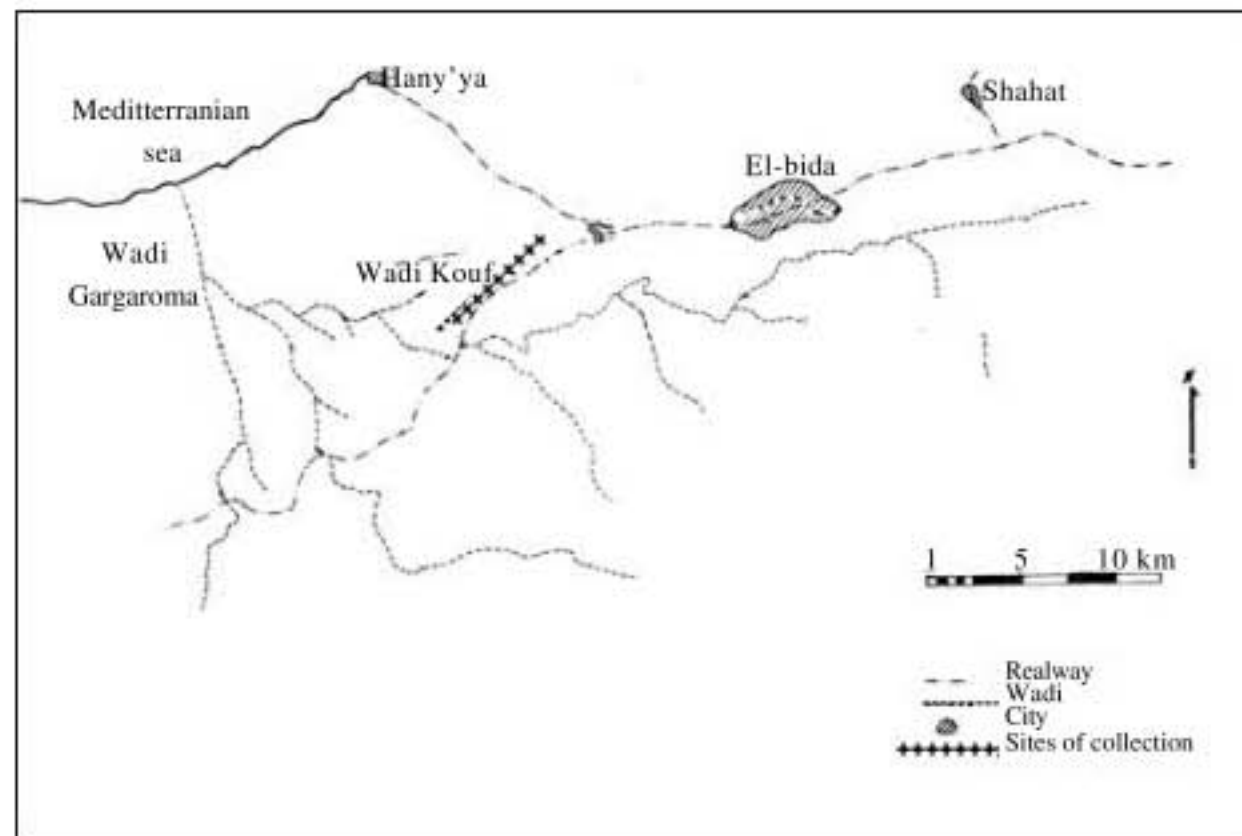 Hany'ya
Shahat
Meditterranian
sea
El-bida
Wadi
Gargaroma
Wadi Kouf
1 5 10 km
Realway
Wadi
City
Sites of collection